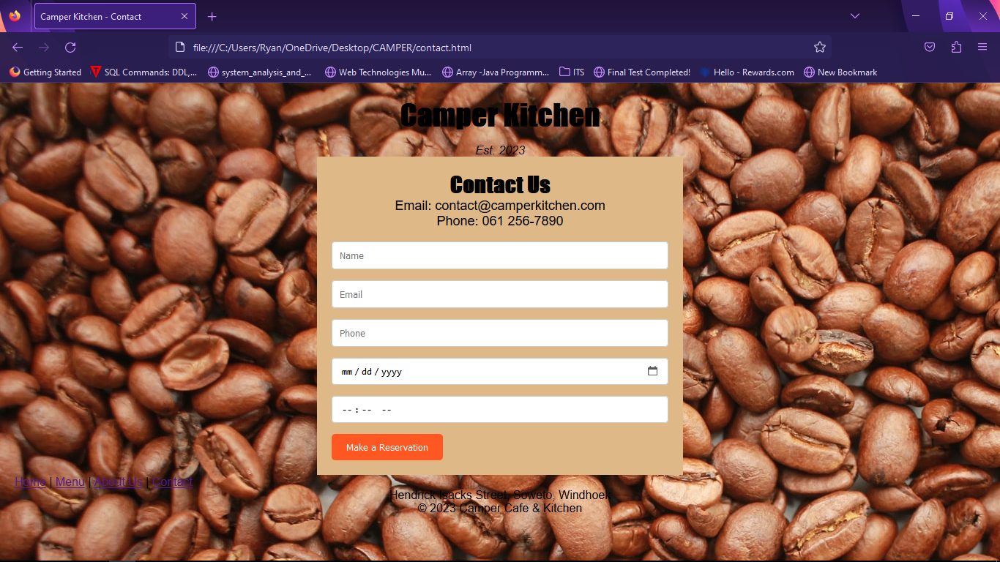 Camper Kitchen - Contact
file:///C:/Users/Ryan/OneDrive/Desktop/CAMPER/contact.html
Getting Started SQL Commands: DDL,... system_analysis_and_... Web Technologies Mu... Array -Java Programm... ITS Final Test Completed! Hello - Rewards.com New Bookmark
Camper Kitchen
Est. 2023
Contact Us
Email: contact@camperkitchen.com
Phone: 061 256-7890
Name
Email
Phone
mm / dd / yyyy
-- : -- --
Make a Reservation
Home | Menu | About Us | Contact
Hendrick Isacks Street, Soweto, Windhoek
© 2023 Camper Cafe & Kitchen